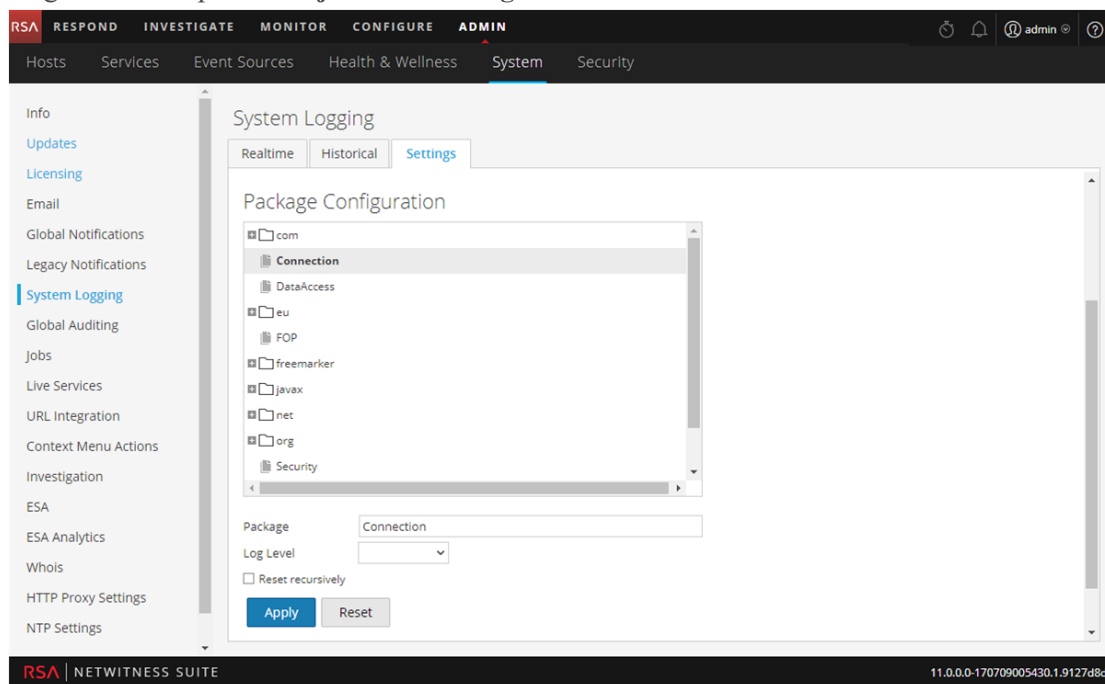 RSA RESPOND INVESTIGATE MONITOR CONFIGURE ADMIN admin
Hosts Services Event Sources Health & Wellness System Security
Info
Updates
Licensing
Email
Global Notifications
Legacy Notifications
System Logging
Global Auditing
Jobs
Live Services
URL Integration
Context Menu Actions
Investigation
ESA
ESA Analytics
Whois
HTTP Proxy Settings
NTP Settings
System Logging
Realtime Historical Settings
Package Configuration
com
Connection
DataAccess
eu
FOP
freemarker
javax
net
org
Security
Package Connection
Log Level
Reset recursively
Apply Reset
RSA NETWITNESS SUITE 11.0.0.0-170709005430.1.9127d8c